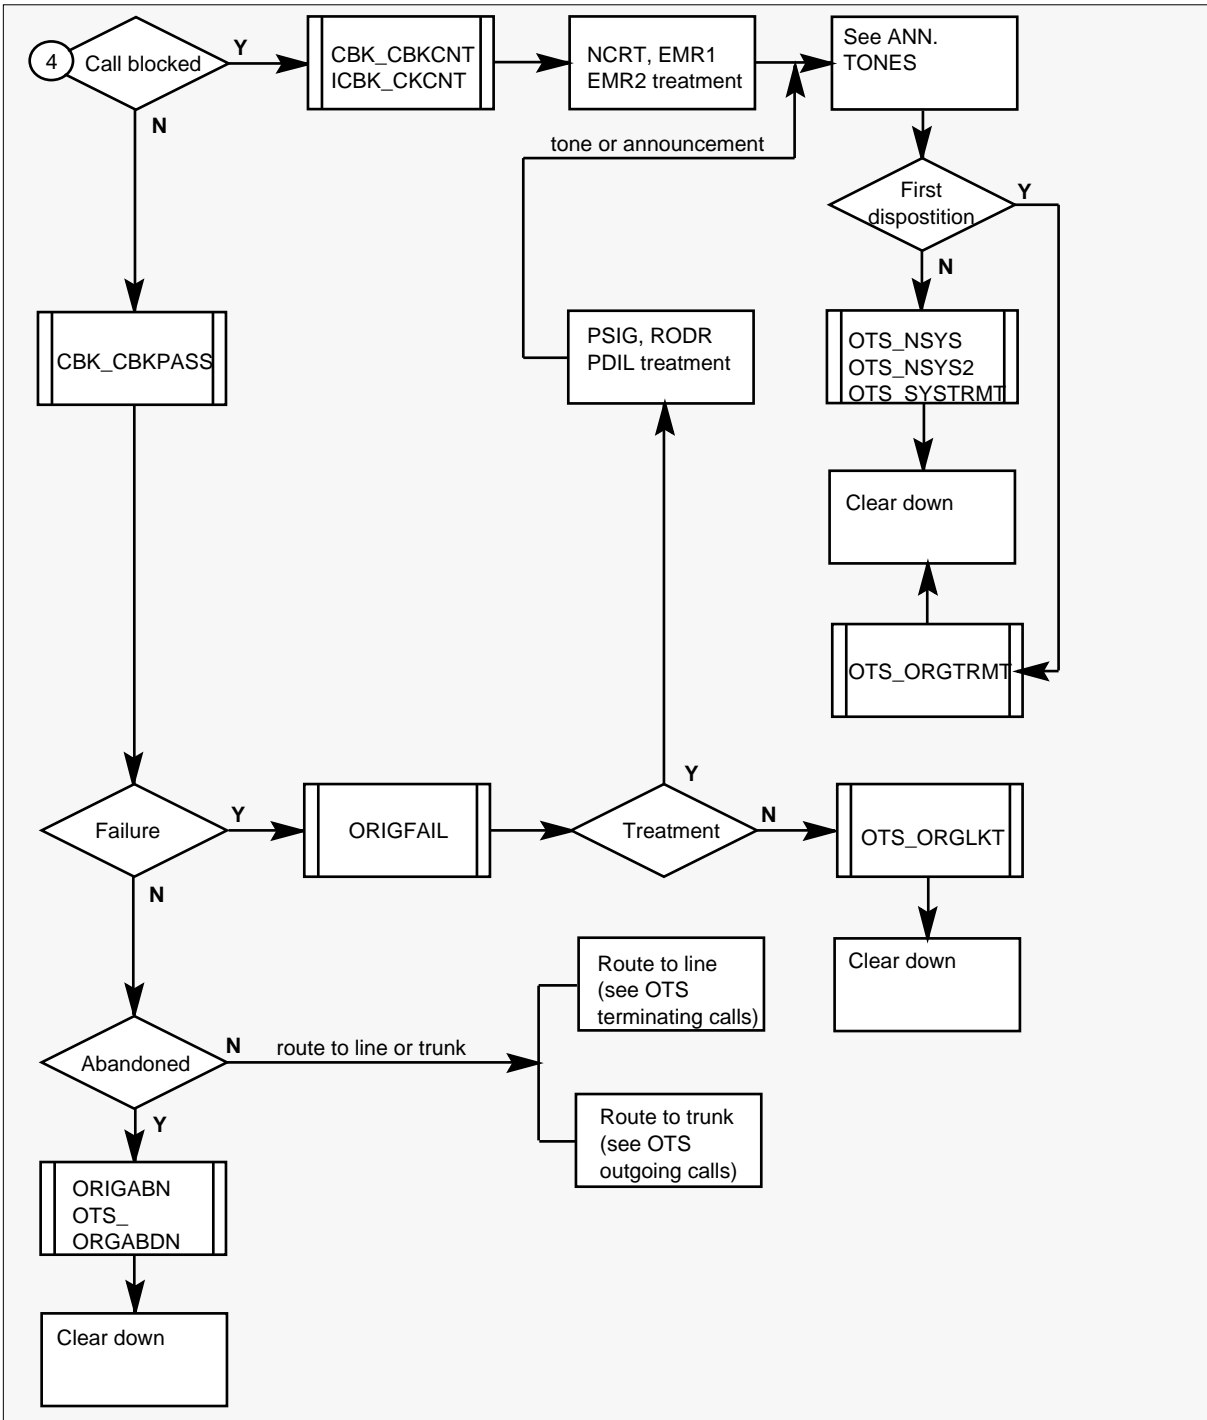 4
Call blocked
Y
CBK_CBKCNT
ICBK_CKCNT
NCRT, EMR1
EMR2 treatment
See ANN.
TONES
N
tone or announcement
First
dispostition
Y
N
CBK_CBKPASS
PSIG, RODR
PDIL treatment
OTS_NSYS
OTS_NSYS2
OTS_SYSTRMT
Clear down
OTS_ORGTRMT
Failure
Y
ORIGFAIL
Treatment
Y
N
OTS_ORGLKT
N
Clear down
Route to line
(see OTS
terminating calls)
Abandoned
N
route to line or trunk
Y
Route to trunk
(see OTS
outgoing calls)
ORIGABN
OTS_
ORGABDN
Clear down